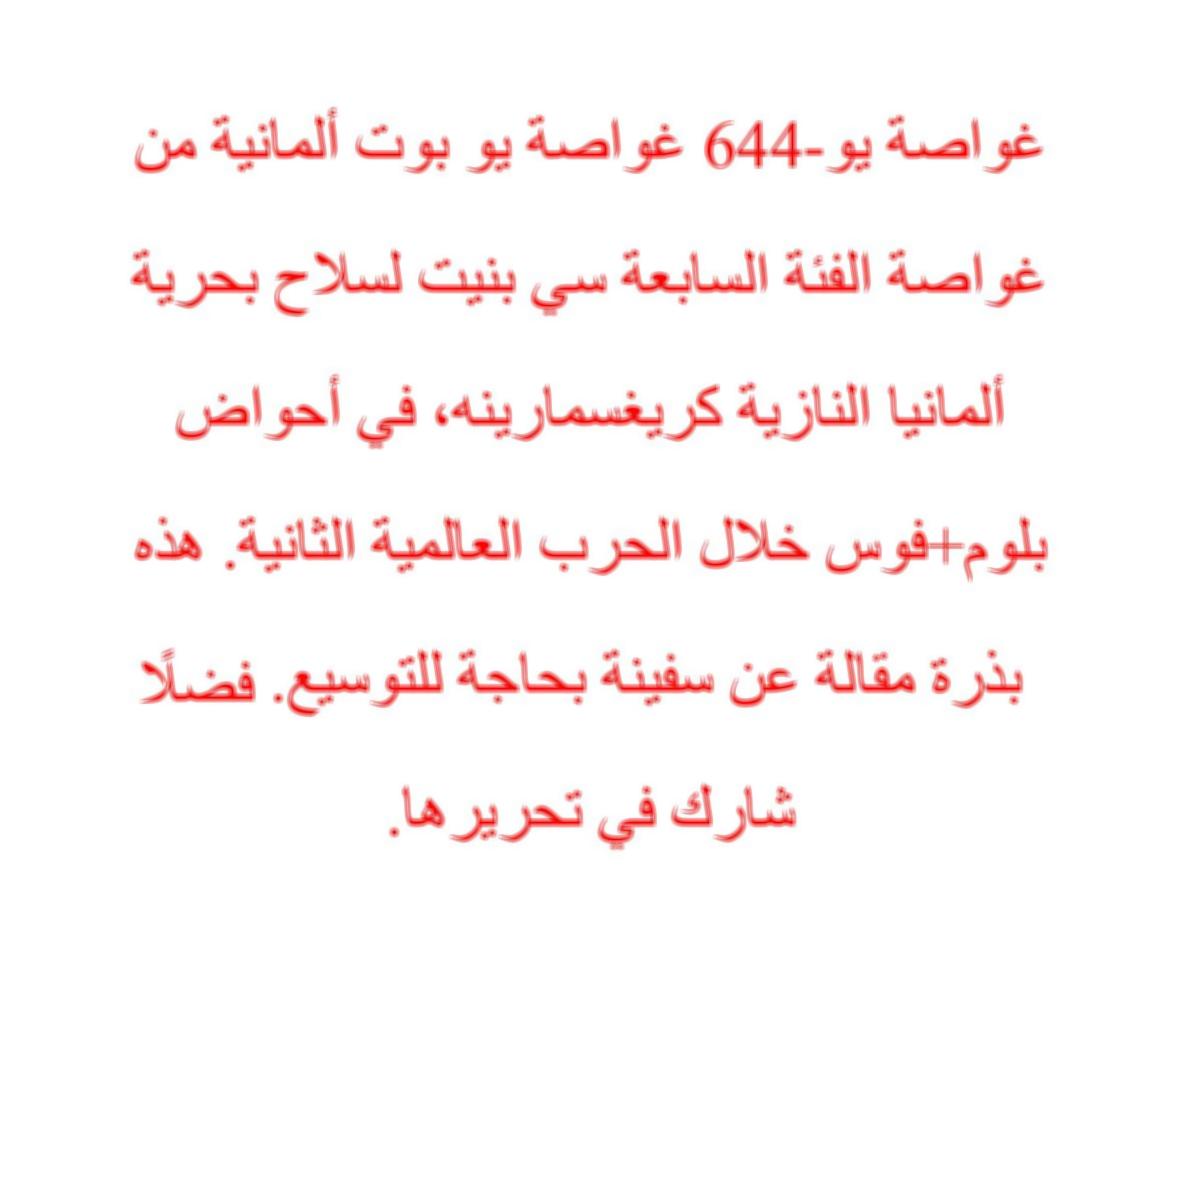 غواصة يو-644 غواصة يو بوت ألمانية من
غواصة الفئة السابعة سي بنيت لسلاح بحرية
ألمانيا النازية كريغسمارينه، في أحواض
بلوم+فوس خلال الحرب العالمية الثانية. هذه
بذرة مقالة عن سفينة بحاجة للتوسيع. فضلًا
شارك في تحريرها.